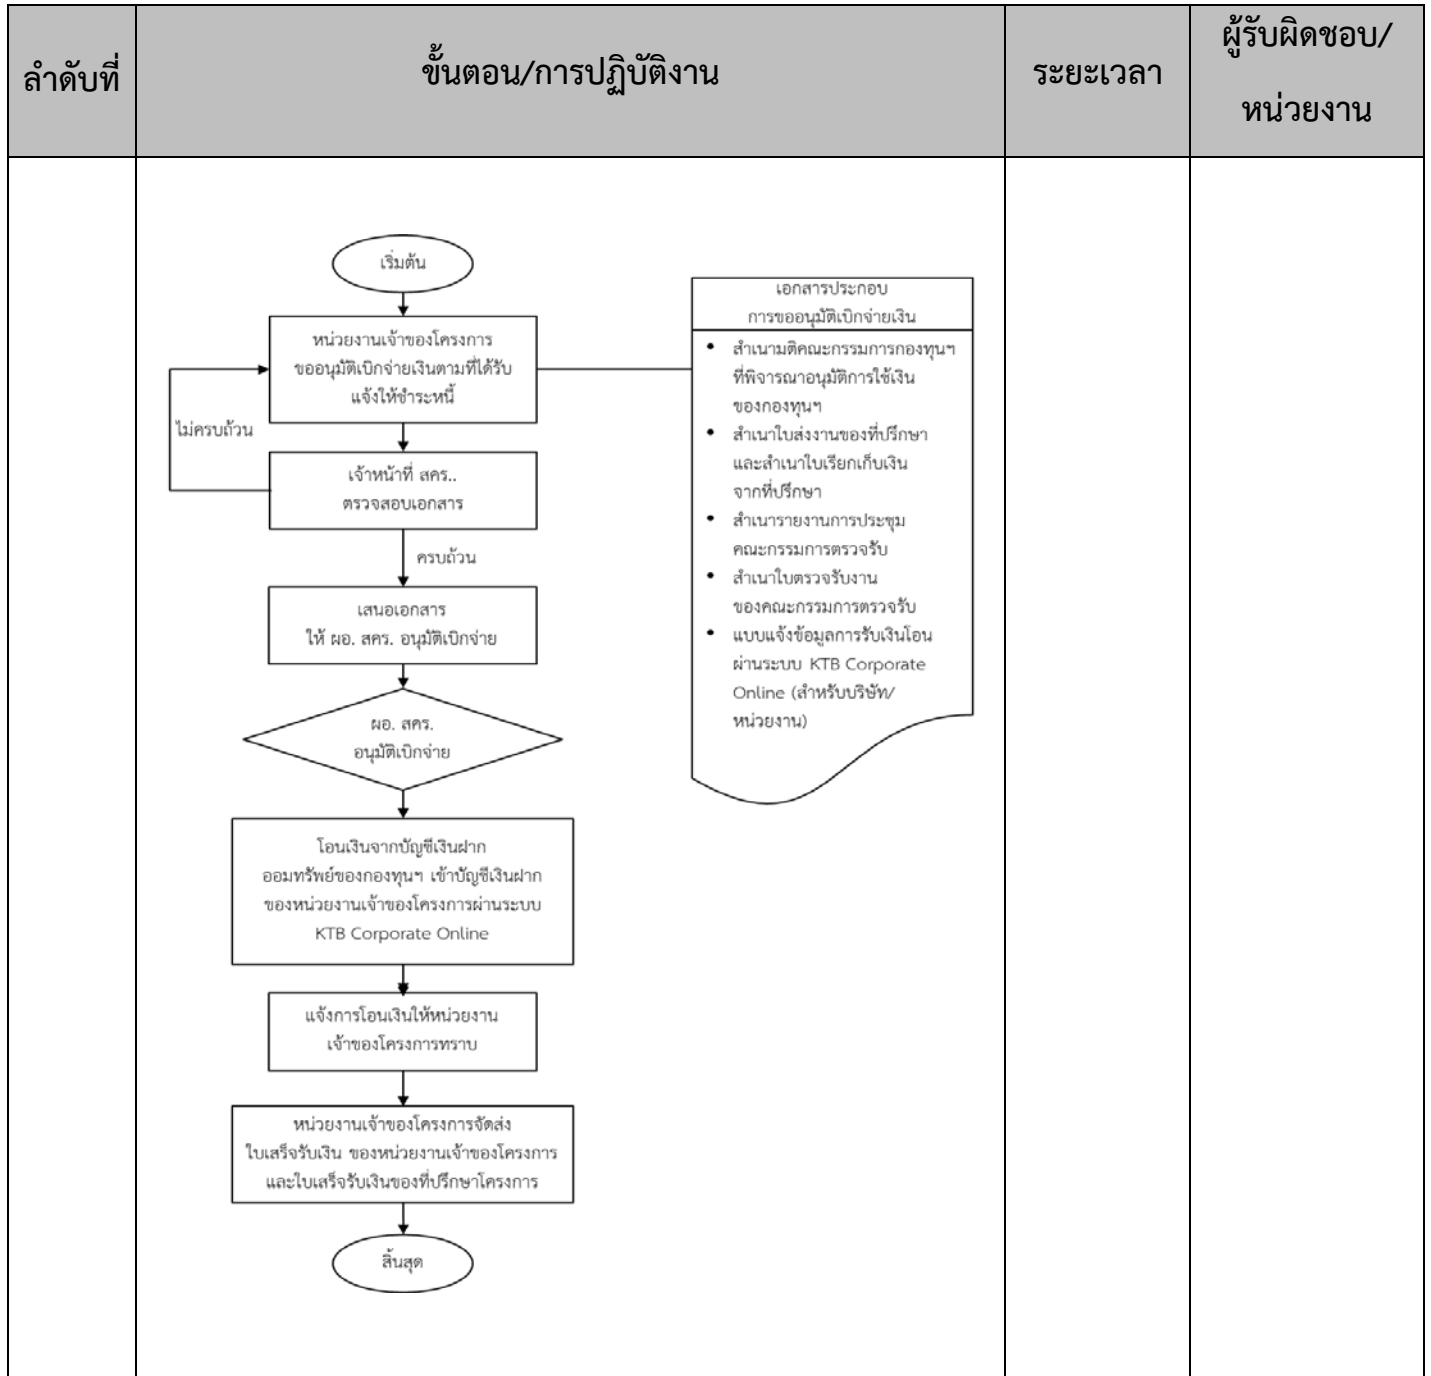 ลำดับที่
ขั้นตอน/การปฏิบัติงาน
ระยะเวลา
ผู้รับผิดชอบ/
หน่วยงาน
เริ่มต้น
หน่วยงานเจ้าของโครงการ
ขออนุมัติเบิกจ่ายเงินตามที่ได้รับ
แจ้งให้ชำระหนี้
ไม่ครบถ้วน
เจ้าหน้าที่ สคร..
ตรวจสอบเอกสาร
ครบถ้วน
เสนอเอกสาร
ให้ ผอ. สคร. อนุมัติเบิกจ่าย
ผอ. สคร.
อนุมัติเบิกจ่าย
โอนเงินจากบัญชีเงินฝาก
ออมทรัพย์ของกองทุนฯ เข้าบัญชีเงินฝาก
ของหน่วยงานเจ้าของโครงการผ่านระบบ
KTB Corporate Online
แจ้งการโอนเงินให้หน่วยงาน
เจ้าของโครงการทราบ
หน่วยงานเจ้าของโครงการจัดส่ง
ใบเสร็จรับเงิน ของหน่วยงานเจ้าของโครงการ
และใบเสร็จรับเงินของที่ปรึกษาโครงการ
สิ้นสุด
เอกสารประกอบ
การขออนุมัติเบิกจ่ายเงิน
• สำเนามติคณะกรรมการกองทุนฯ
ที่พิจารณาอนุมัติการใช้เงิน
ของกองทุนฯ
• สำเนาใบส่งงานของที่ปรึกษา
และสำเนาใบเรียกเก็บเงิน
จากที่ปรึกษา
• สำเนารายงานการประชุม
คณะกรรมการตรวจรับ
• สำเนาใบตรวจรับงาน
ของคณะกรรมการตรวจรับ
• แบบแจ้งข้อมูลการรับเงินโอน
ผ่านระบบ KTB Corporate
Online (สำหรับบริษัท/
หน่วยงาน)